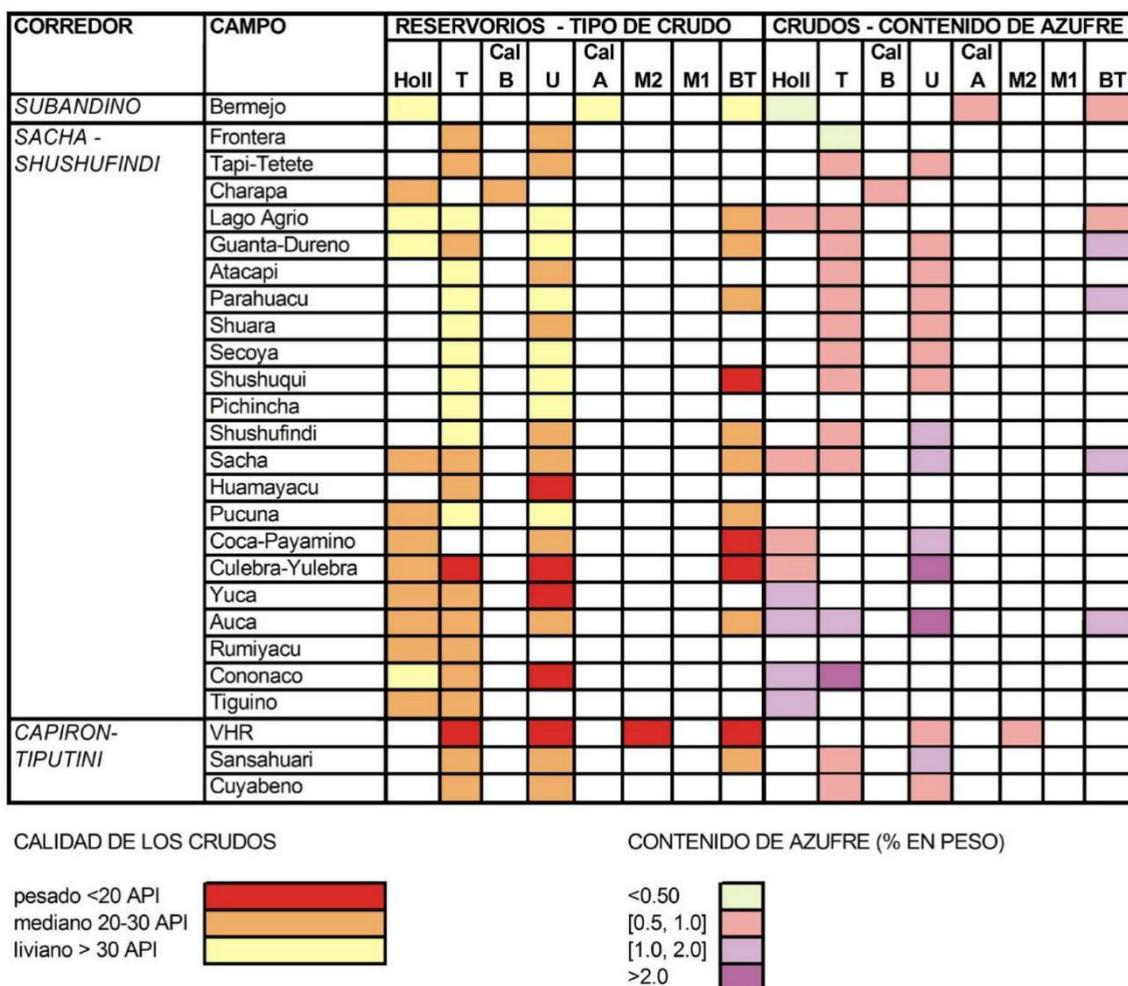 CORREDOR CAMPO RESERVORIOS - TIPO DE CRUDO CRUDOS - CONTENIDO DE AZUFRE
Cal Cal Cal Cal
Holl T B U A M2 M1 BT Holl T B U A M2 M1 BT
SUBANDINO Bermejo
SACHA - Frontera
SHUSHUFINDI Tapi-Tetete
Charapa
Lago Agrio
Guanta-Dureno
Atacapi
Parahuacu
Shuara
Secoya
Shushuqui
Pichincha
Shushufindi
Sacha
Huamayacu
Pucuna
Coca-Payamino
Culebra-Yulebra
Yuca
Auca
Rumiyacu
Cononaco
Tiguino
CAPIRON- VHR
TIPUTINI Sansahuari
Cuyabeno
CALIDAD DE LOS CRUDOS CONTENIDO DE AZUFRE (% EN PESO)
pesado <20 API <0.50
mediano 20-30 API [0.5, 1.0]
liviano > 30 API [1.0, 2.0]
>2.0